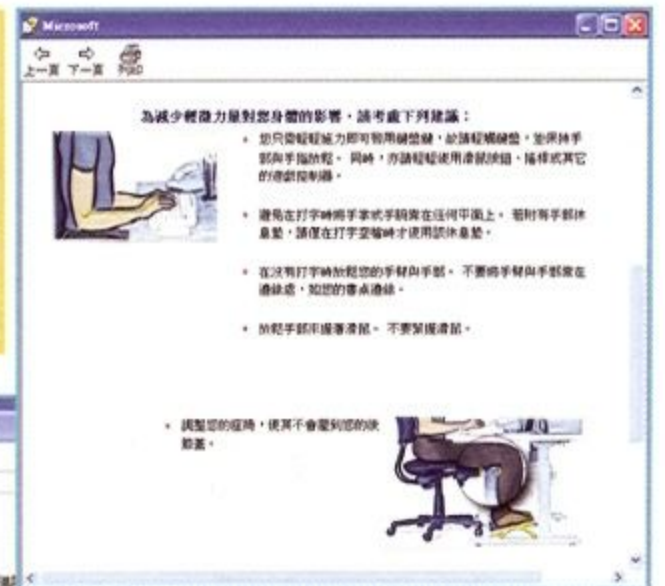 Microsoft
上一頁 下一頁 列印
為減少輕微力量對您身體的影響，請考慮下列建議：
• 您只需輕輕施力即可敲用鍵盤鍵，故請輕觸鍵盤，並保持手
部與手指放鬆。 同時，亦請輕輕使用滑鼠按鈕、搖桿或其它
的遊戲控制器。
• 避免在打字時將手掌或手腕靠在任何平面上。 若附有手部休
息墊，請僅在打字空檔時才使用該休息墊。
• 在沒有打字時放鬆您的手臂與手部。 不要將手臂與手部靠在
邊緣處，如您的書桌邊緣。
• 放鬆手部來握著滑鼠。 不要緊握滑鼠。
• 調整您的座椅，使其不會壓到您的後
膝蓋。